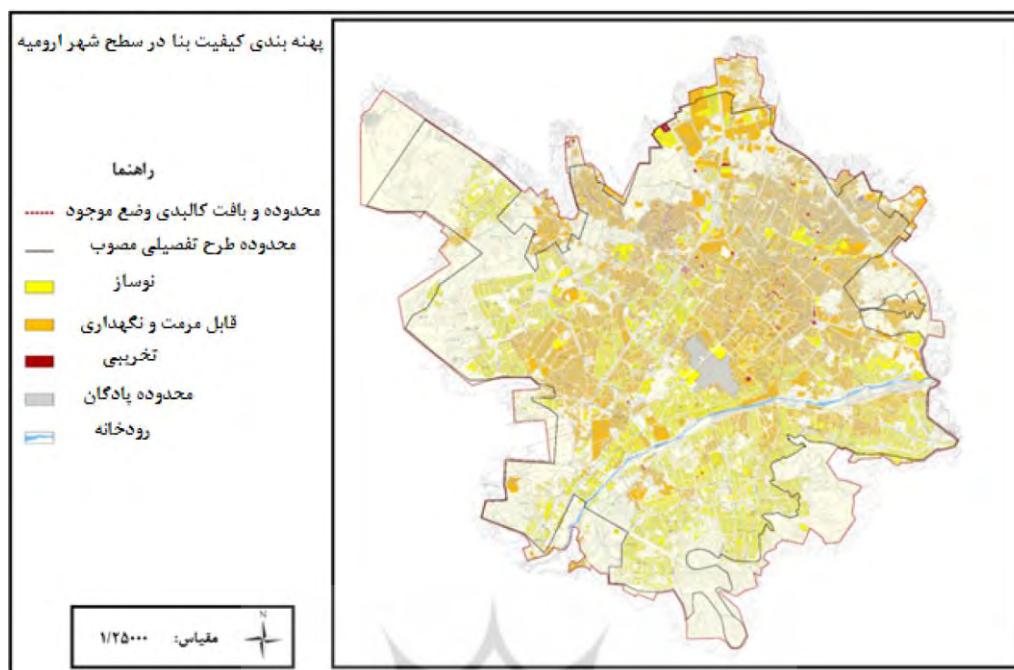 پهنه بندی کیفیت بنا در سطح شهر ارومیه
راهنما
محدوده و بافت کالبدی وضع موجود
محدوده طرح تفصیلی مصوب
نوساز
قابل مرمت و نگهداری
تخریبی
محدوده پادگان
رودخانه
مقیاس: ۱/۲۵۰۰۰
N